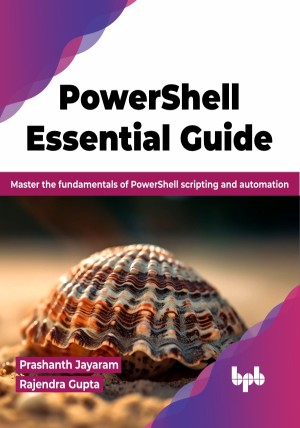 PowerShell
Essential Guide
Master the fundamentals of PowerShell scripting and automation
Prashanth Jayaram
Rajendra Gupta
bpb